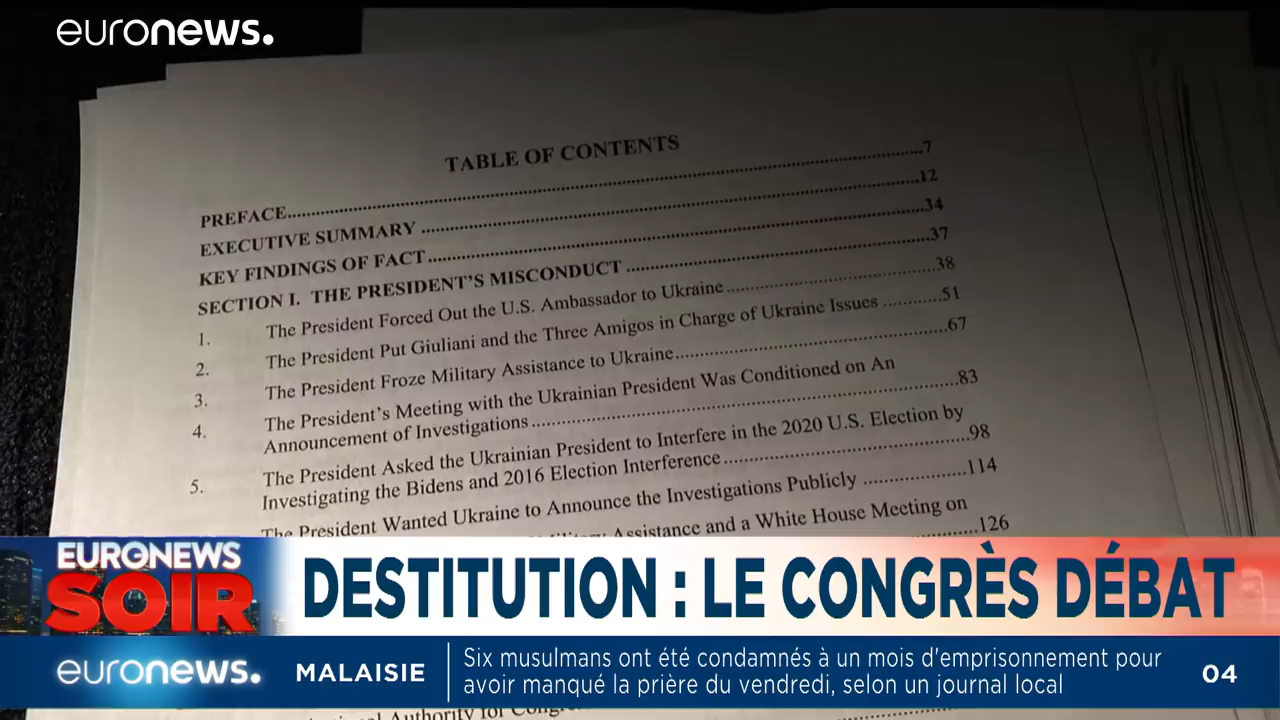 euronews.
TABLE OF CONTENTS
PREFACE..........7
EXECUTIVE SUMMARY..........12
KEY FINDINGS OF FACT..........34
SECTION I. THE PRESIDENT'S MISCONDUCT..........37
1. The President Forced Out the U.S. Ambassador to Ukraine..........38
2. The President Put Giuliani and the Three Amigos in Charge of Ukraine Issues..........51
3. The President Froze Military Assistance to Ukraine..........67
4. The President's Meeting with the Ukrainian President Was Conditioned on An
Announcement of Investigations..........83
5. The President Asked the Ukrainian President to Interfere in the 2020 U.S. Election by
Investigating the Bidens and 2016 Election Interference..........98
The President Wanted Ukraine to Announce the Investigations Publicly..........114
Assistance and a White House Meeting on
..........126
EURONEWS
SOIR
DESTITUTION : LE CONGRÈS DÉBAT
euronews.
MALAISIE
Six musulmans ont été condamnés à un mois d'emprisonnement pour
avoir manqué la prière du vendredi, selon un journal local
04
Authority for